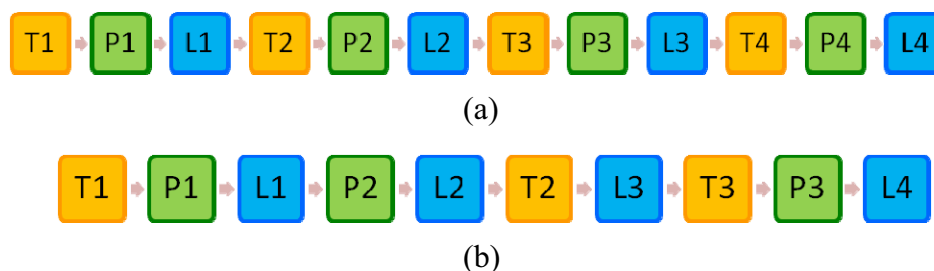 T1 P1 L1 T2 P2 L2 T3 P3 L3 T4 P4 L4
(a)
T1 P1 L1 P2 L2 T2 L3 T3 P3 L4
(b)